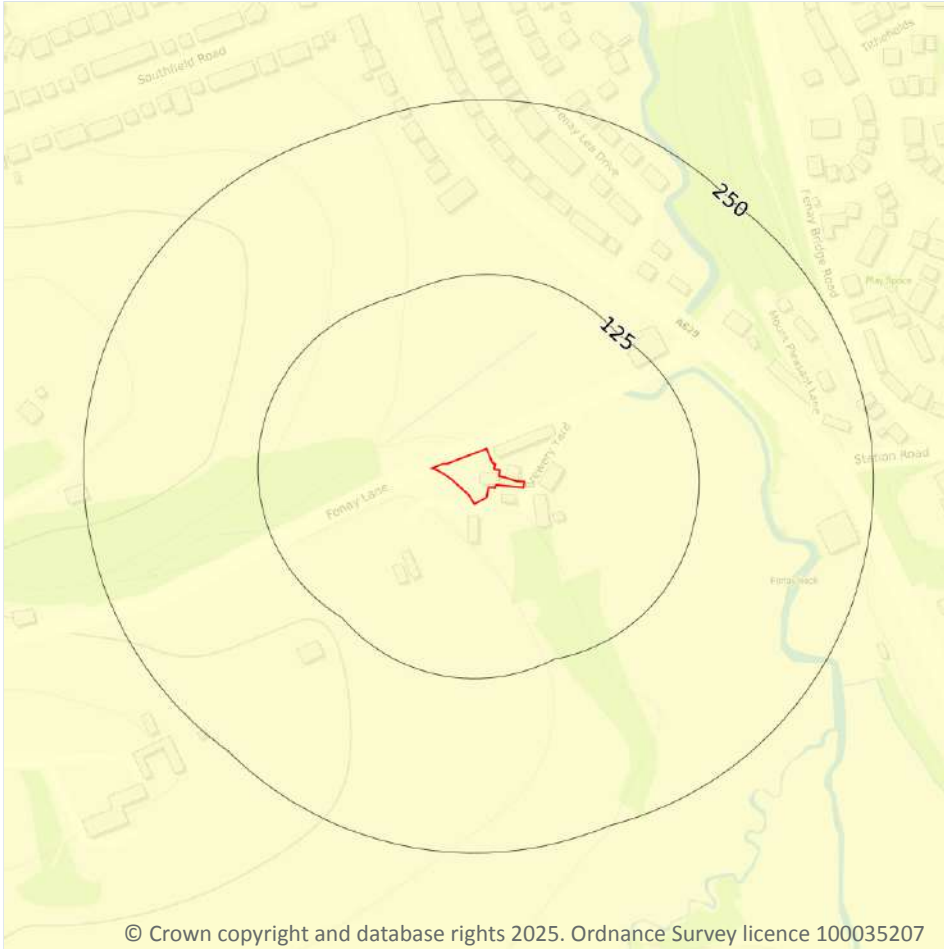 Southfield Road
Tithefields
Fenay Lea Drive
250
Fenay Bridge Road
Play Space
125
A629
Mount Pleasant Lane
Brewery Yard
Station Road
Fenay Lane
Fenay Beck
© Crown copyright and database rights 2025. Ordnance Survey licence 100035207